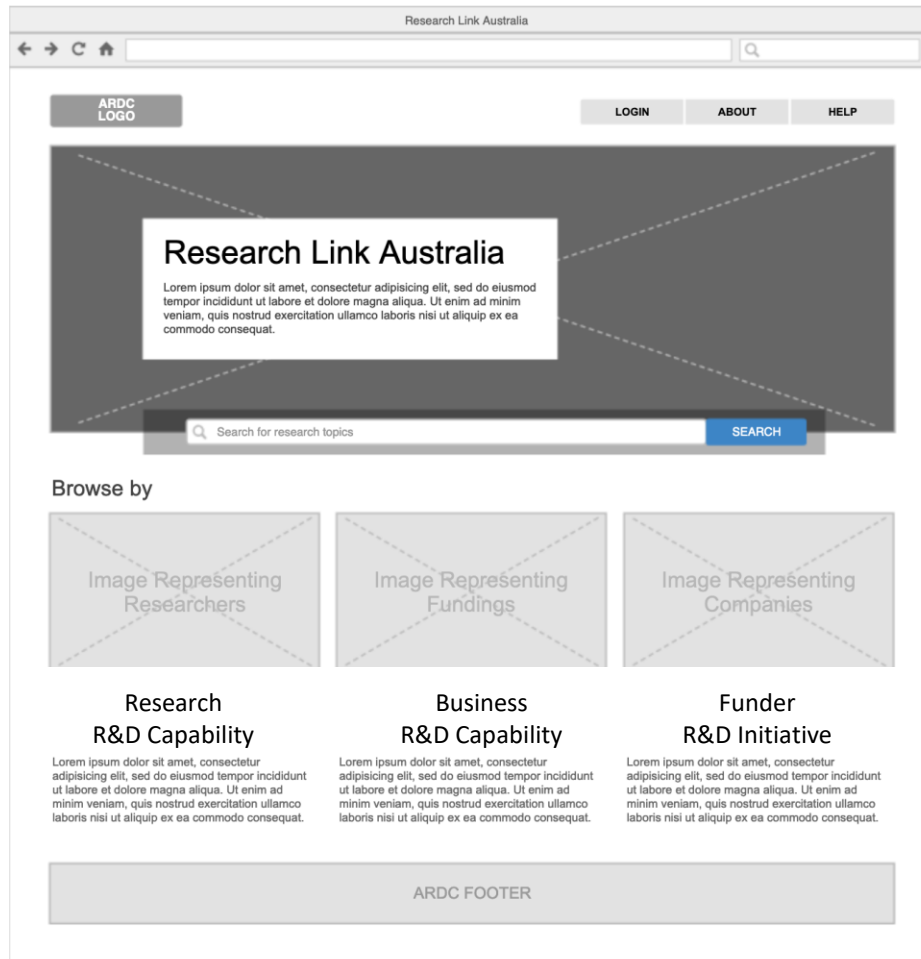 Research Link Australia
ARDC
LOGO
LOGIN
ABOUT
HELP
Research Link Australia
Lorem ipsum dolor sit amet, consectetur adipisicing elit, sed do eiusmod
tempor incididunt ut labore et dolore magna aliqua. Ut enim ad minim
veniam, quis nostrud exercitation ullamco laboris nisi ut aliquip ex ea
commodo consequat.
Search for research topics
SEARCH
Browse by
Image Representing
Researchers
Image Representing
Fundings
Image Representing
Companies
Research
R&D Capability
Lorem ipsum dolor sit amet, consectetur
adipisicing elit, sed do eiusmod tempor incididunt
ut labore et dolore magna aliqua. Ut enim ad
minim veniam, quis nostrud exercitation ullamco
laboris nisi ut aliquip ex ea commodo consequat.
Business
R&D Capability
Lorem ipsum dolor sit amet, consectetur
adipisicing elit, sed do eiusmod tempor incididunt
ut labore et dolore magna aliqua. Ut enim ad
minim veniam, quis nostrud exercitation ullamco
laboris nisi ut aliquip ex ea commodo consequat.
Funder
R&D Initiative
Lorem ipsum dolor sit amet, consectetur
adipisicing elit, sed do eiusmod tempor incididunt
ut labore et dolore magna aliqua. Ut enim ad
minim veniam, quis nostrud exercitation ullamco
laboris nisi ut aliquip ex ea commodo consequat.
ARDC FOOTER